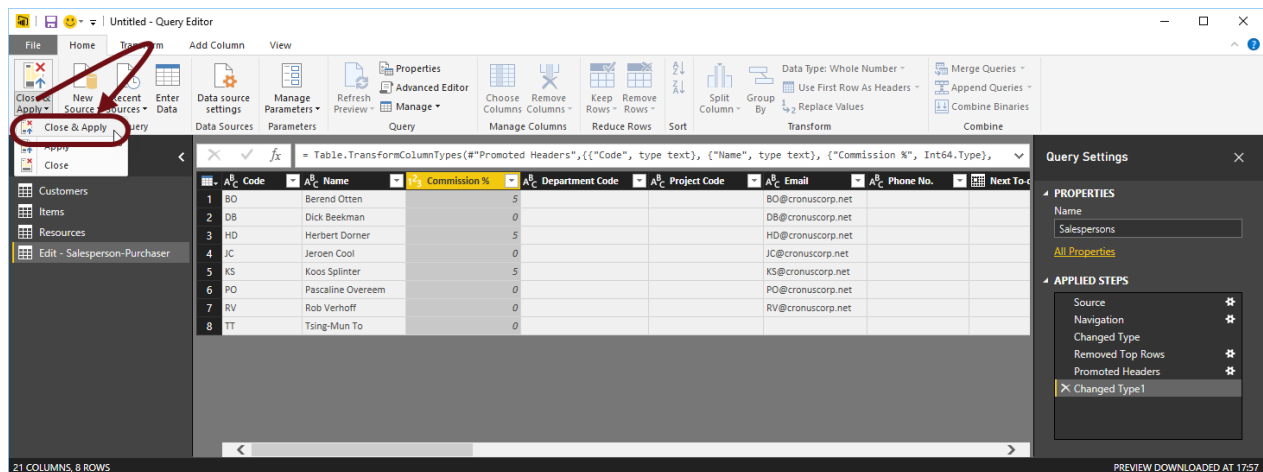 Untitled - Query Editor
File Home Transform Add Column View
Close & Apply
New Source
Recent Sources
Enter Data
Data source settings
Manage Parameters
Refresh Preview
Properties
Advanced Editor
Manage
Choose Columns
Remove Columns
Keep Rows
Remove Rows
Split Column
Group By
Data Type: Whole Number
Use First Row As Headers
Replace Values
Merge Queries
Append Queries
Combine Binaries
Data Sources Parameters Query Manage Columns Reduce Rows Sort Transform Combine
Close & Apply
Apply
Close
Customers
Items
Resources
Edit - Salesperson-Purchaser
fx = Table.TransformColumnTypes(#"Promoted Headers",{{"Code", type text}, {"Name", type text}, {"Commission %", Int64.Type},
Code Name Commission % Department Code Project Code Email Phone No.
1 BO Berend Otten 5 BO@cronuscorp.net
2 DB Dick Beekman 0 DB@cronuscorp.net
3 HD Herbert Dorner 5 HD@cronuscorp.net
4 JC Jeroen Cool 0 JC@cronuscorp.net
5 KS Koos Splinter 5 KS@cronuscorp.net
6 PO Pascaline Overeem 0 PO@cronuscorp.net
7 RV Rob Verhoff 0 RV@cronuscorp.net
8 TT Tsing-Mun To 0
Query Settings
PROPERTIES
Name
Salespersons
All Properties
APPLIED STEPS
Source
Navigation
Changed Type
Removed Top Rows
Promoted Headers
Changed Type1
21 COLUMNS, 8 ROWS
PREVIEW DOWNLOADED AT 17:57